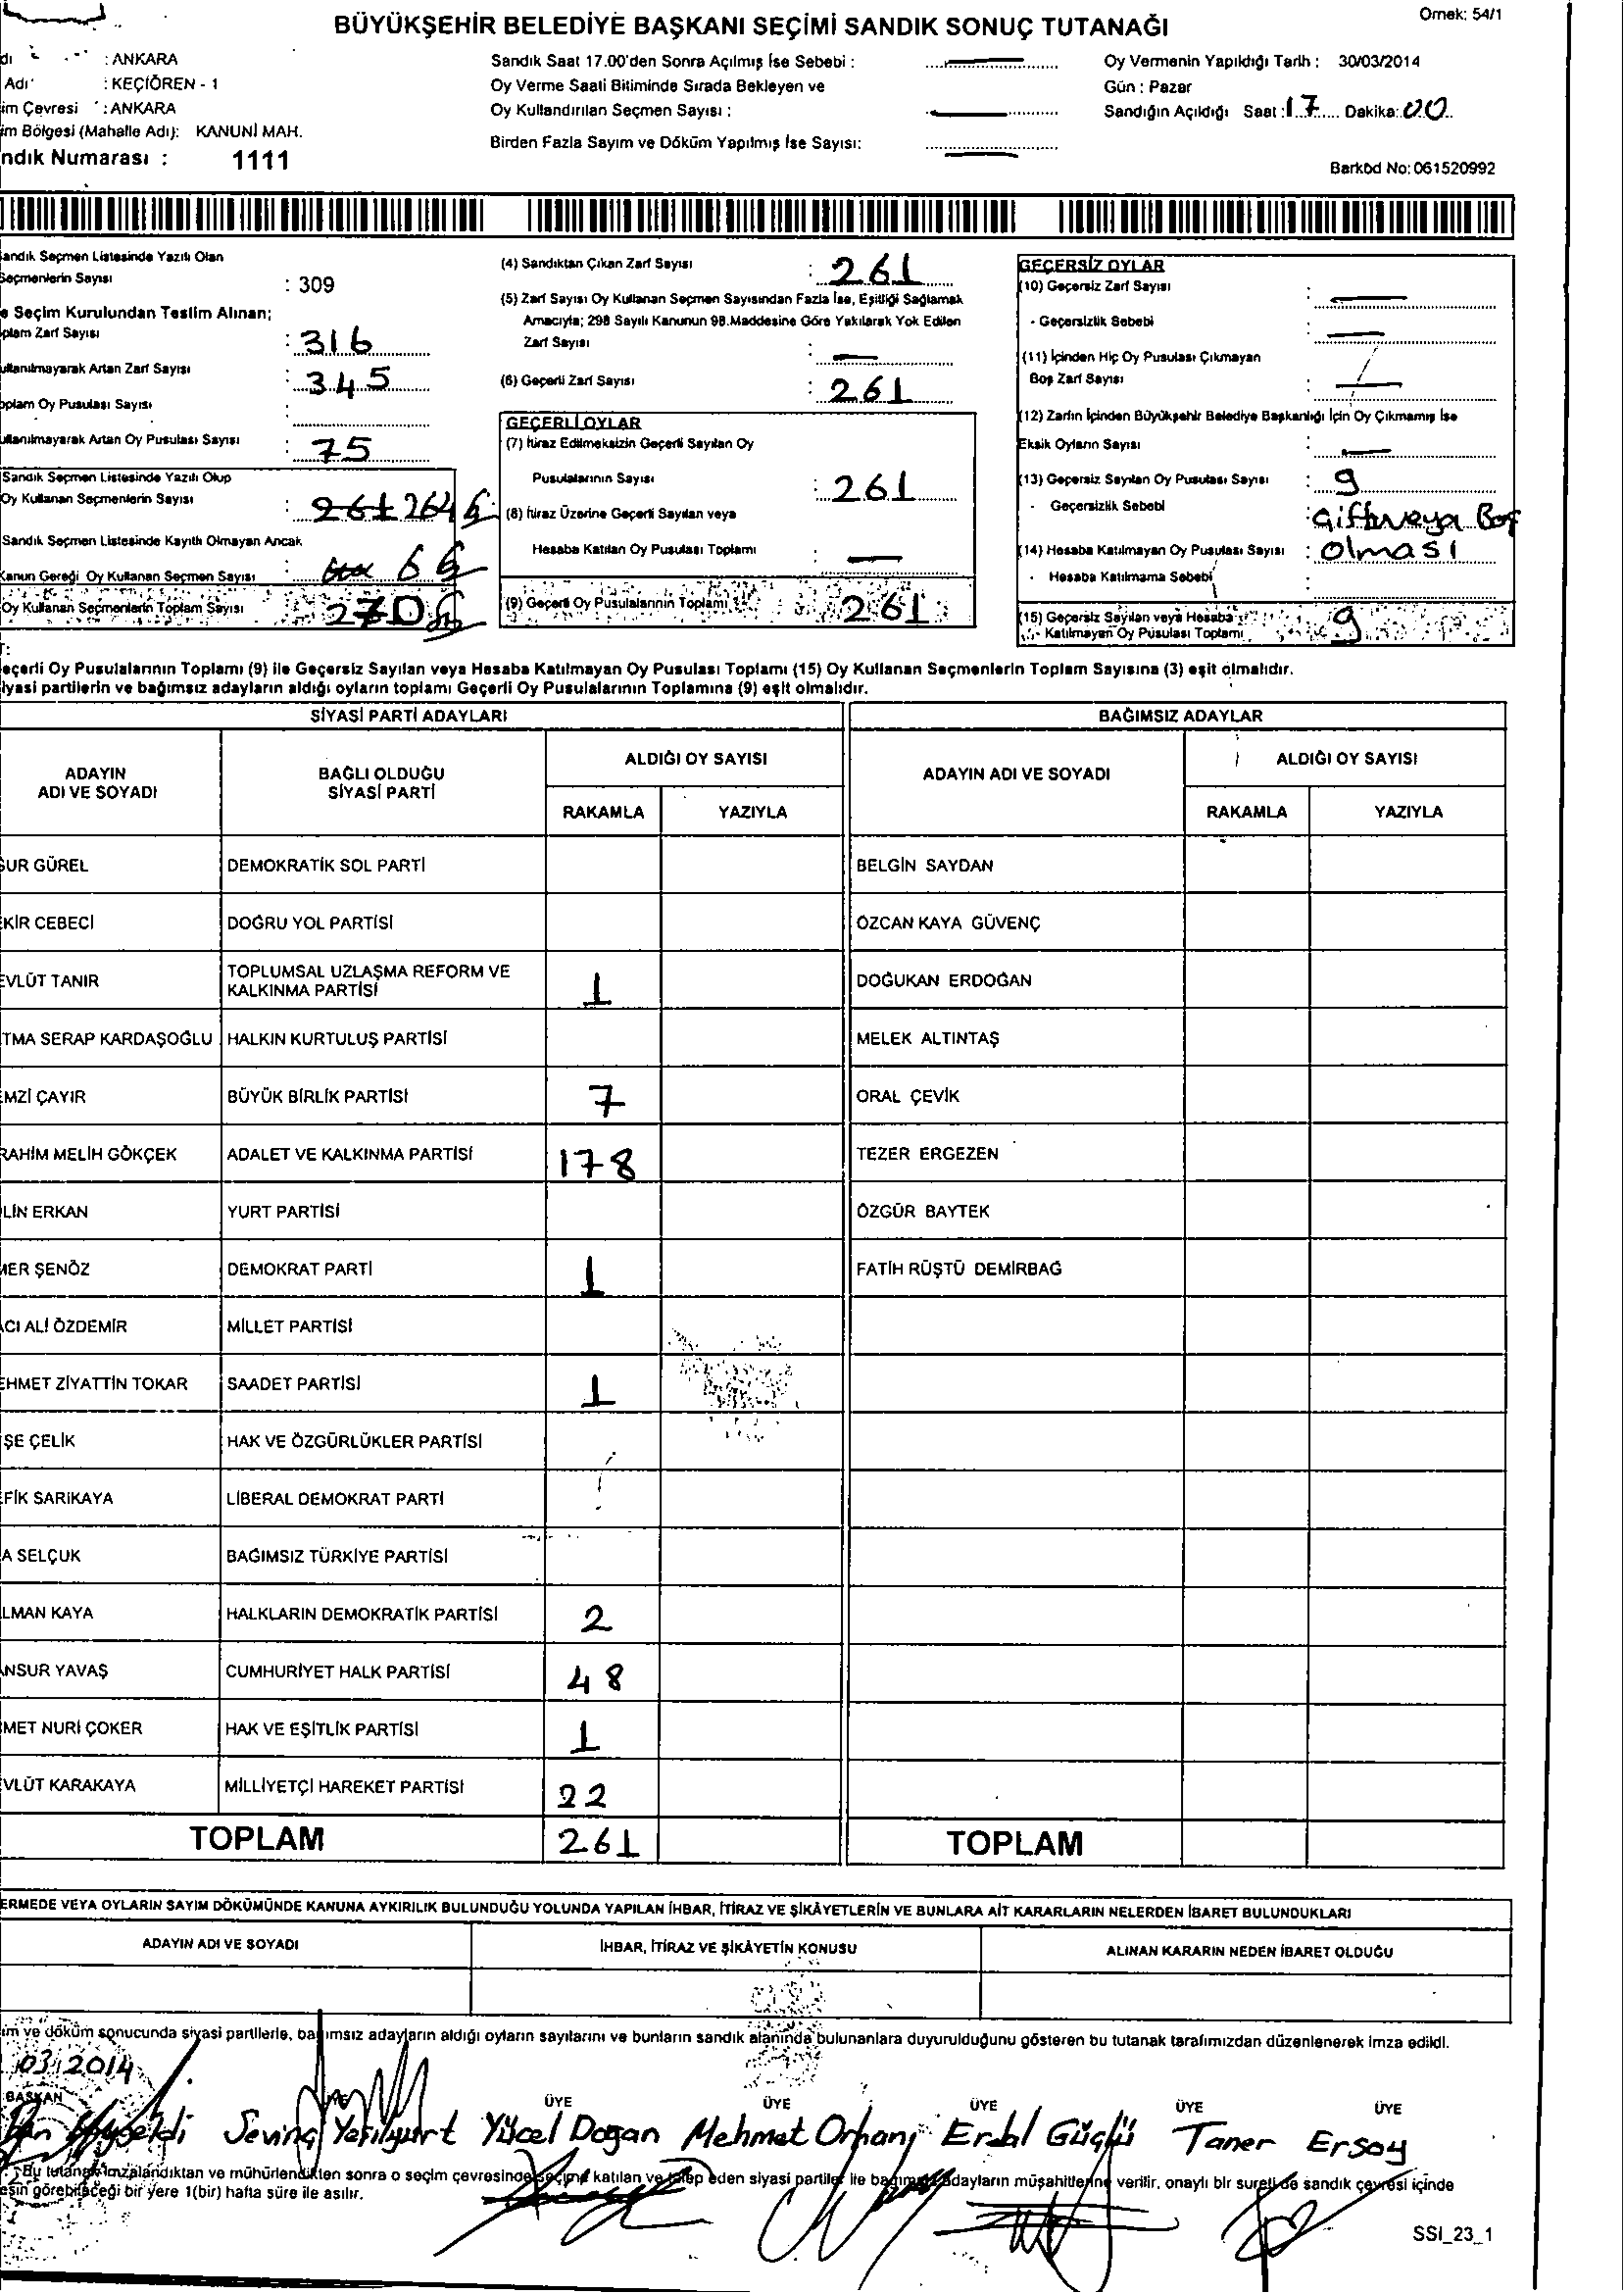 Örnek: 54/1
BÜYÜKŞEHİR BELEDİYE BAŞKANI SEÇİMİ SANDIK SONUÇ TUTANAĞI
: ANKARA
Adı : KEÇİÖREN - 1
im Çevresi : ANKARA
im Bölgesi (Mahalle Adı): KANUNİ MAH.
ndık Numarası : 1111
Sandık Saat 17.00'den Sonra Açılmış İse Sebebi : —
Oy Verme Saati Bitiminde Sırada Bekleyen ve
Oy Kullandırılan Seçmen Sayısı : —
Birden Fazla Sayım ve Döküm Yapılmış İse Sayısı: —
Oy Vermenin Yapıldığı Tarih : 30/03/2014
Gün : Pazar
Sandığın Açıldığı Saat : 17 Dakika: 00
Barkod No: 061520992
andık Seçmen Listesinde Yazılı Olan
Seçmenlerin Sayısı : 309
e Seçim Kurulundan Teslim Alınan;
oplam Zarf Sayısı : 316
ullanılmayarak Artan Zarf Sayısı : 345
oplam Oy Pusulası Sayısı :
ullanılmayarak Artan Oy Pusulası Sayısı : 75
Sandık Seçmen Listesinde Yazılı Olup
Oy Kullanan Seçmenlerin Sayısı : 261 264
Sandık Seçmen Listesinde Kayıtlı Olmayan Ancak
Kanun Gereği Oy Kullanan Seçmen Sayısı : 6
Oy Kullanan Seçmenlerin Toplam Sayısı : 270
(4) Sandıktan Çıkan Zarf Sayısı : 261
(5) Zarf Sayısı Oy Kullanan Seçmen Sayısından Fazla İse, Eşitliği Sağlamak
Amacıyla; 298 Sayılı Kanunun 98.Maddesine Göre Yakılarak Yok Edilen
Zarf Sayısı : —
(6) Geçerli Zarf Sayısı : 261
GEÇERLİ OYLAR
(7) İtiraz Edilmeksizin Geçerli Sayılan Oy
Pusulalarının Sayısı : 261
(8) İtiraz Üzerine Geçerli Sayılan veya
Hesaba Katılan Oy Pusulası Toplamı : —
(9) Geçerli Oy Pusulalarının Toplamı : 261
GEÇERSİZ OYLAR
(10) Geçersiz Zarf Sayısı : —
- Geçersizlik Sebebi : —
(11) İçinden Hiç Oy Pusulası Çıkmayan
Boş Zarf Sayısı : —
(12) Zarfın İçinden Büyükşehir Belediye Başkanlığı İçin Oy Çıkmamış İse
Eksik Oyların Sayısı : —
(13) Geçersiz Sayılan Oy Pusulası Sayısı : 9
- Geçersizlik Sebebi : Çift veya Boş
(14) Hesaba Katılmayan Oy Pusulası Sayısı : olması
- Hesaba Katılmama Sebebi :
(15) Geçersiz Sayılan veya Hesaba
Katılmayan Oy Pusulası Toplamı : 9
eçerli Oy Pusulalarının Toplamı (9) ile Geçersiz Sayılan veya Hesaba Katılmayan Oy Pusulası Toplamı (15) Oy Kullanan Seçmenlerin Toplam Sayısına (3) eşit olmalıdır.
iyasi partilerin ve bağımsız adayların aldığı oyların toplamı Geçerli Oy Pusulalarının Toplamına (9) eşit olmalıdır.
SİYASİ PARTİ ADAYLARI BAĞIMSIZ ADAYLAR
ADAYIN ADI VE SOYADI BAĞLI OLDUĞU SİYASİ PARTİ ALDIĞI OY SAYISI ADAYIN ADI VE SOYADI ALDIĞI OY SAYISI
RAKAMLA YAZIYLA RAKAMLA YAZIYLA
UR GÜREL DEMOKRATİK SOL PARTİ BELGİN SAYDAN
KİR CEBECİ DOĞRU YOL PARTİSİ ÖZCAN KAYA GÜVENÇ
EVLÜT TANIR TOPLUMSAL UZLAŞMA REFORM VE KALKINMA PARTİSİ 1 DOĞUKAN ERDOĞAN
TMA SERAP KARDAŞOĞLU HALKIN KURTULUŞ PARTİSİ MELEK ALTINTAŞ
EMZİ ÇAYIR BÜYÜK BİRLİK PARTİSİ 7 ORAL ÇEVİK
RAHİM MELİH GÖKÇEK ADALET VE KALKINMA PARTİSİ 178 TEZER ERGEZEN
LİN ERKAN YURT PARTİSİ ÖZGÜR BAYTEK
MER ŞENÖZ DEMOKRAT PARTİ 1 FATİH RÜŞTÜ DEMİRBAĞ
ACI ALİ ÖZDEMİR MİLLET PARTİSİ
EHMET ZİYATTİN TOKAR SAADET PARTİSİ 1
ŞE ÇELİK HAK VE ÖZGÜRLÜKLER PARTİSİ
EFİK SARIKAYA LİBERAL DEMOKRAT PARTİ
A SELÇUK BAĞIMSIZ TÜRKİYE PARTİSİ
LMAN KAYA HALKLARIN DEMOKRATİK PARTİSİ 2
ANSUR YAVAŞ CUMHURİYET HALK PARTİSİ 48
MET NURİ ÇOKER HAK VE EŞİTLİK PARTİSİ 1
VLÜT KARAKAYA MİLLİYETÇİ HAREKET PARTİSİ 22
TOPLAM 261 TOPLAM
ERMEDE VEYA OYLARIN SAYIM DÖKÜMÜNDE KANUNA AYKIRILIK BULUNDUĞU YOLUNDA YAPILAN İHBAR, İTİRAZ VE ŞİKÂYETLERİN VE BUNLARA AİT KARARLARIN NELERDEN İBARET BULUNDUKLARI
ADAYIN ADI VE SOYADI İHBAR, İTİRAZ VE ŞİKÂYETİN KONUSU ALINAN KARARIN NEDEN İBARET OLDUĞU
ım ve döküm sonucunda siyasi partilerle, bağımsız adayların aldığı oyların sayılarını ve bunların sandık alanında bulunanlara duyurulduğunu gösteren bu tutanak tarafımızdan düzenlenerek imza edildi.
03/2014
BAŞKAN ÜYE ÜYE ÜYE ÜYE ÜYE
Sevinç Yeşilyurt Yücel Dogan Mehmet Orhan Erdal Güçlü Taner Ersoy
Bu tutanak imzalandıktan ve mühürlendikten sonra o seçim çevresinde seçime katılan ve talep eden siyasi partiler ile bağımsız adayların müşahitlerine verilir, onaylı bir sureti de sandık çevresi içinde
esin görebileceği bir yere 1(bir) hafta süre ile asılır.
SSI_23_1